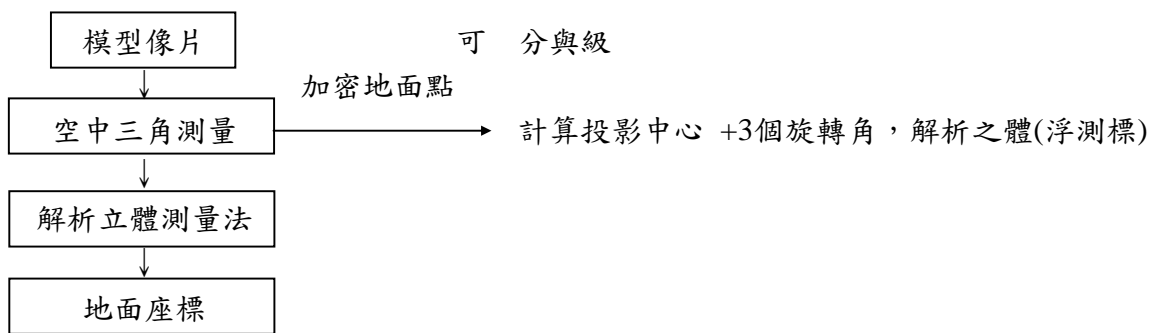 模型像片
可 分與級
加密地面點
空中三角測量
計算投影中心 +3個旋轉角，解析之體(浮測標)
解析立體測量法
地面座標